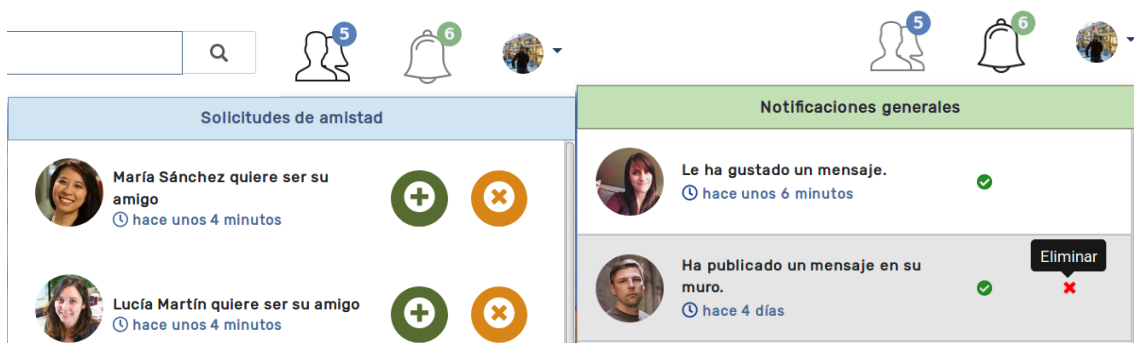 5
6
5
6
Solicitudes de amistad
María Sánchez quiere ser su
amigo
hace unos 4 minutos
Lucía Martín quiere ser su amigo
hace unos 4 minutos
Notificaciones generales
Le ha gustado un mensaje.
hace unos 6 minutos
Ha publicado un mensaje en su
muro.
hace 4 días
Eliminar